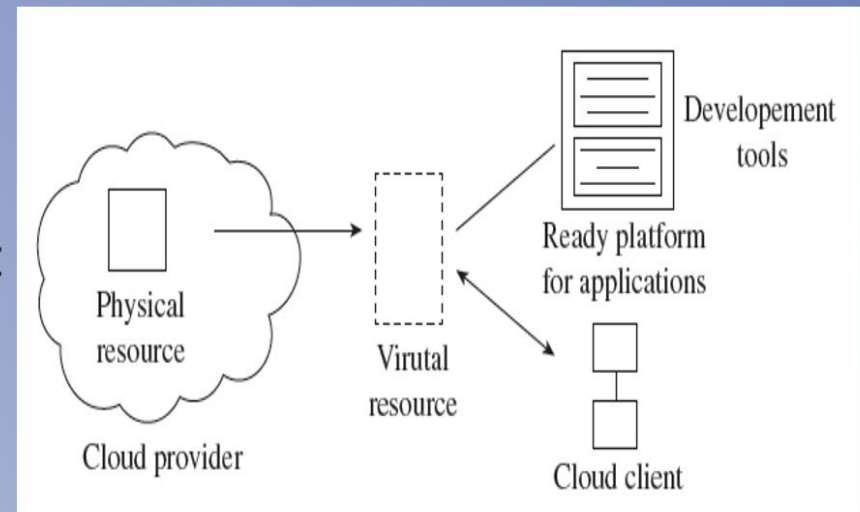 Developement
tools
Ready platform
for applications
Physical
resource
Virutal
resource
Cloud provider
Cloud client